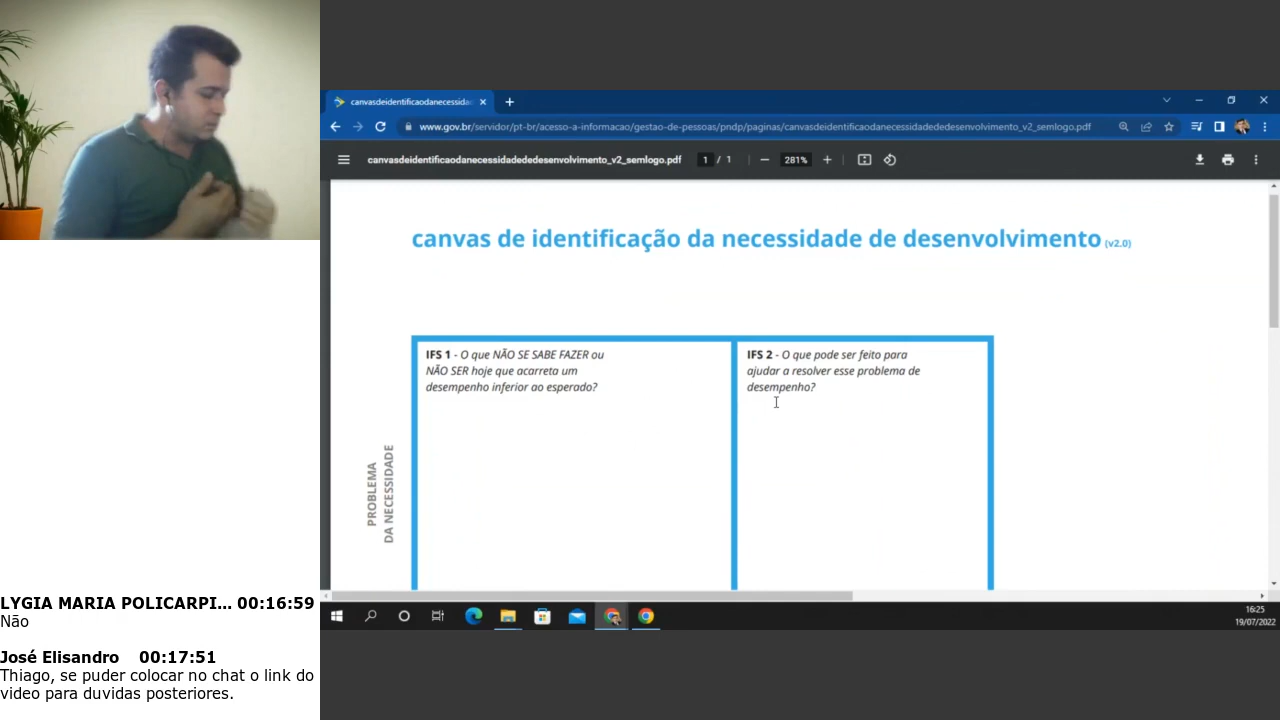 canvasdeidentificaodanecessida
www.gov.br/servidor/pt-br/acesso-a-informacao/gestao-de-pessoas/pndp/paginas/canvasdeidentificaodanecessidadededesenvolvimento_v2_semlogo.pdf
canvasdeidentificaodanecessidadededesenvolvimento_v2_semlogo.pdf 1 / 1 281%
canvas de identificação da necessidade de desenvolvimento (v2.0)
IFS 1 - O que NÃO SE SABE FAZER ou
NÃO SER hoje que acarreta um
desempenho inferior ao esperado?
IFS 2 - O que pode ser feito para
ajudar a resolver esse problema de
desempenho?
PROBLEMA
DA NECESSIDADE
LYGIA MARIA POLICARPI... 00:16:59
Não
José Elisandro 00:17:51
Thiago, se puder colocar no chat o link do
video para duvidas posteriores.
16:25
19/07/2022